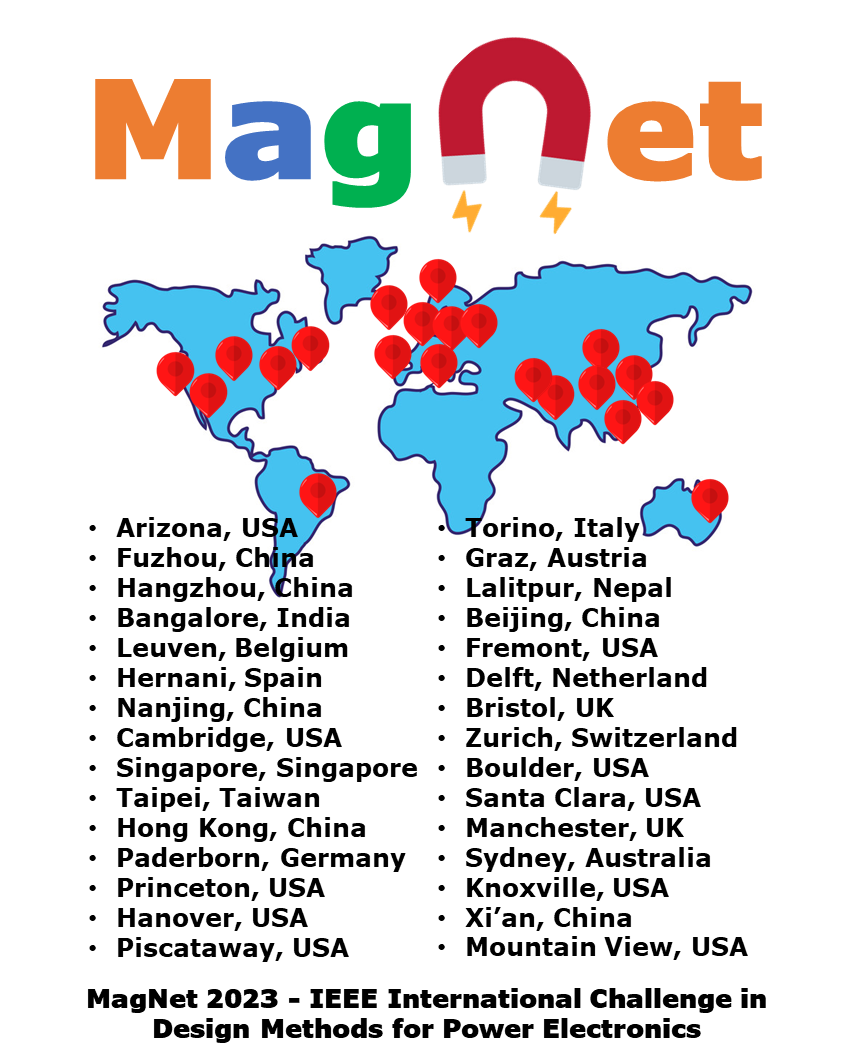 MagNet
• Arizona, USA
• Fuzhou, China
• Hangzhou, China
• Bangalore, India
• Leuven, Belgium
• Hernani, Spain
• Nanjing, China
• Cambridge, USA
• Singapore, Singapore
• Taipei, Taiwan
• Hong Kong, China
• Paderborn, Germany
• Princeton, USA
• Hanover, USA
• Piscataway, USA
• Torino, Italy
• Graz, Austria
• Lalitpur, Nepal
• Beijing, China
• Fremont, USA
• Delft, Netherland
• Bristol, UK
• Zurich, Switzerland
• Boulder, USA
• Santa Clara, USA
• Manchester, UK
• Sydney, Australia
• Knoxville, USA
• Xi’an, China
• Mountain View, USA
MagNet 2023 - IEEE International Challenge in
Design Methods for Power Electronics